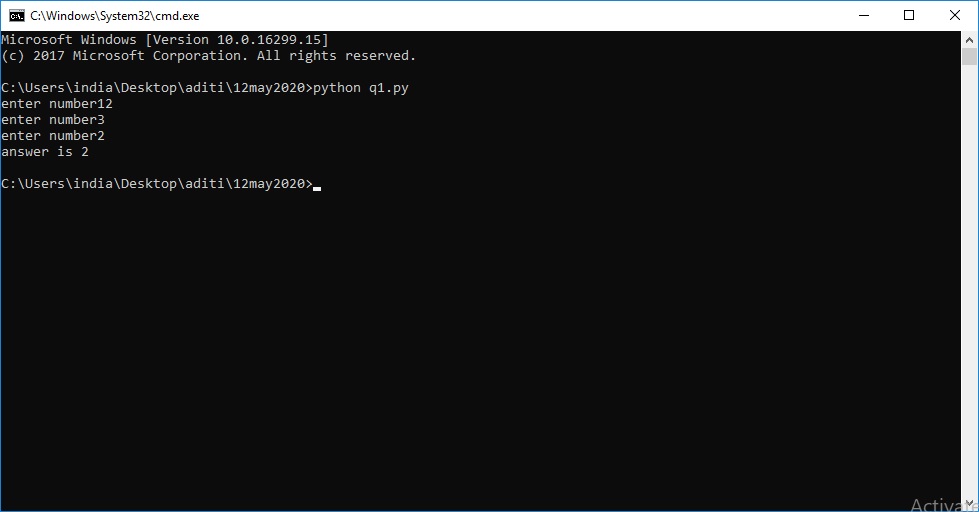 C:\Windows\System32\cmd.exe
Microsoft Windows [Version 10.0.16299.15]
(c) 2017 Microsoft Corporation. All rights reserved.
C:\Users\india\Desktop\aditi\12may2020>python q1.py
enter number12
enter number3
enter number2
answer is 2
C:\Users\india\Desktop\aditi\12may2020>